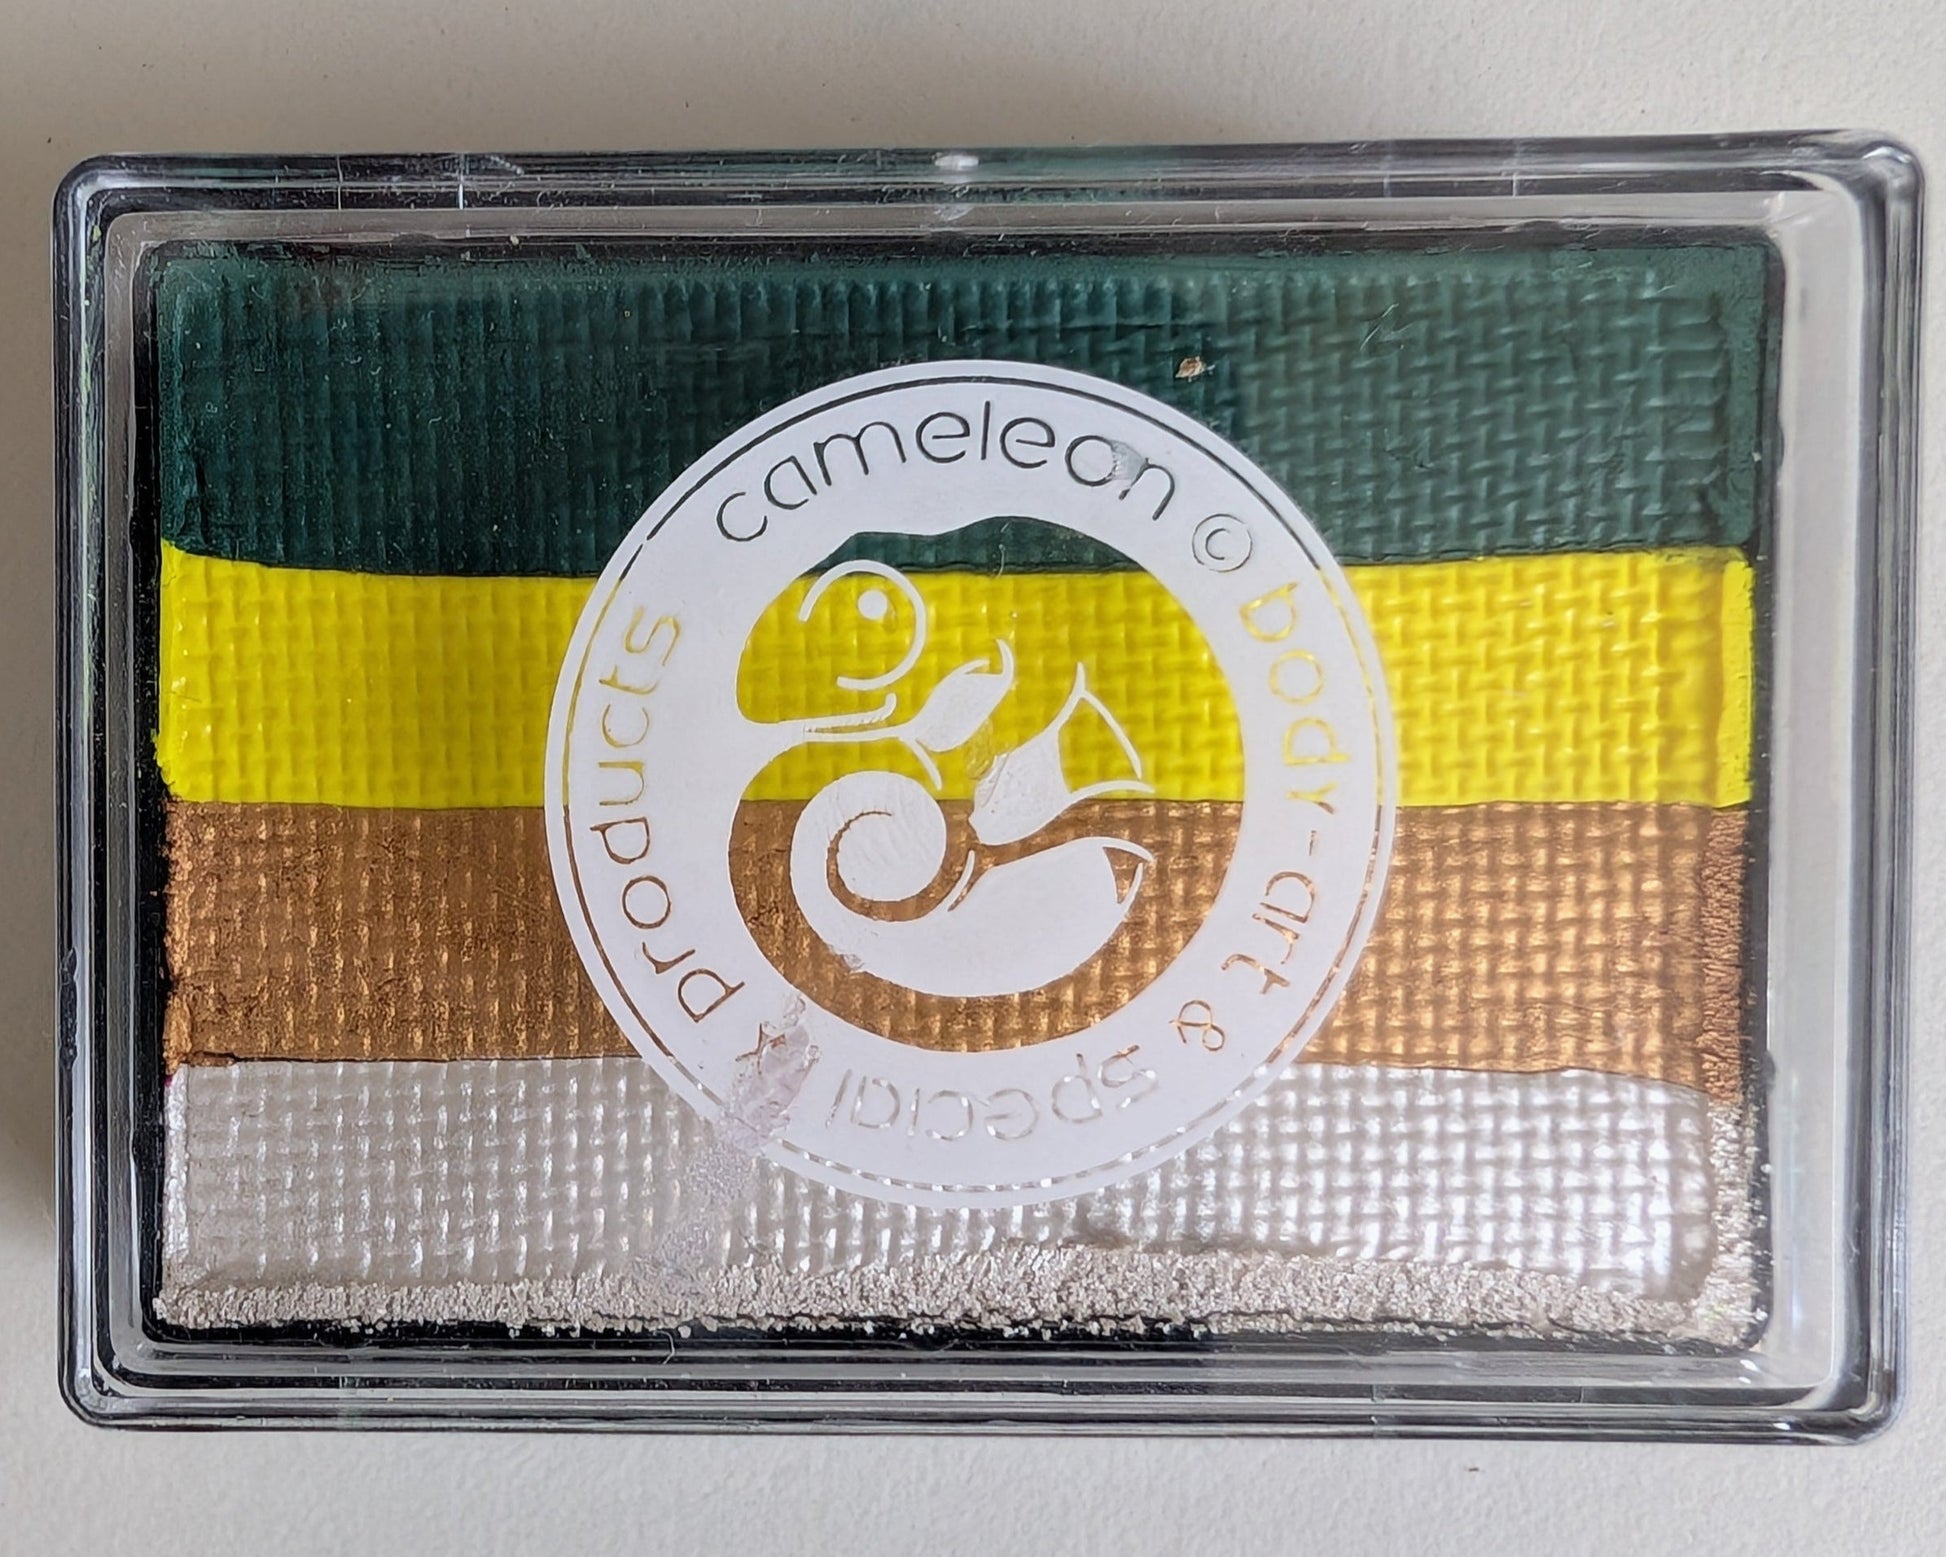 cameleon © body-art & special fx products